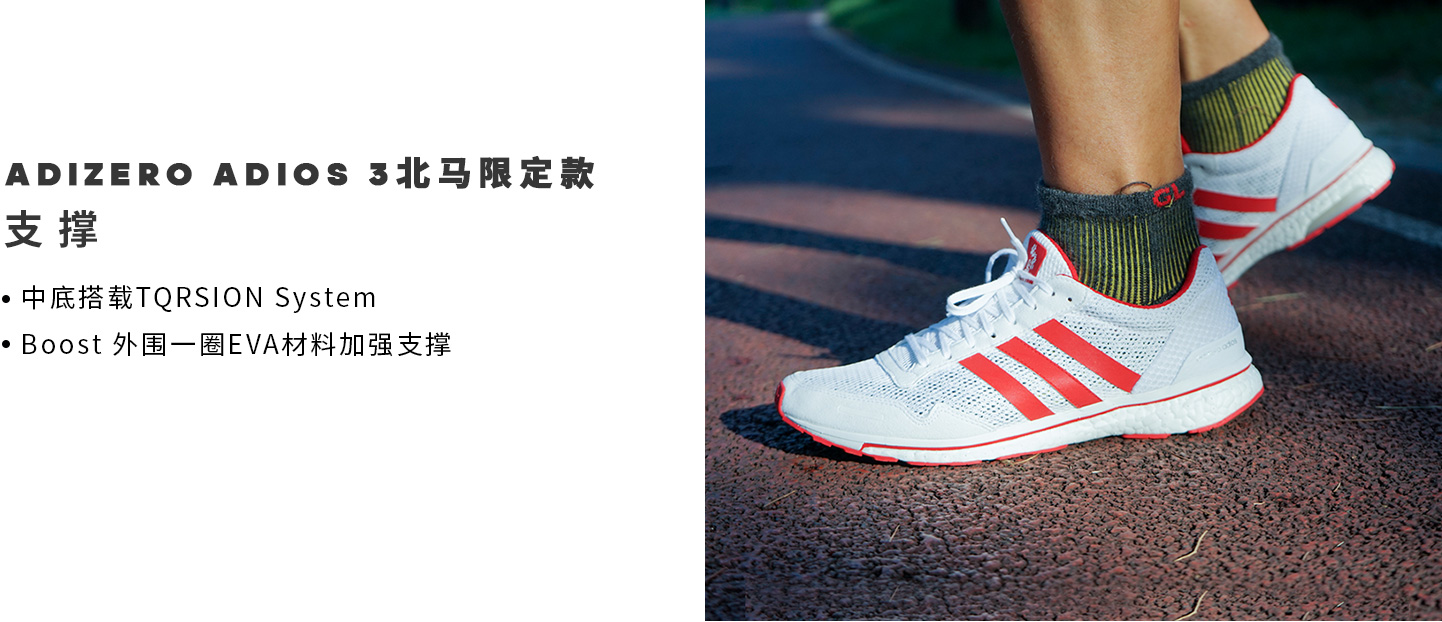 ADIZERO ADIOS 3北马限定款
支撑
• 中底搭载TQRSION System
• Boost 外围一圈EVA材料加强支撑
CL